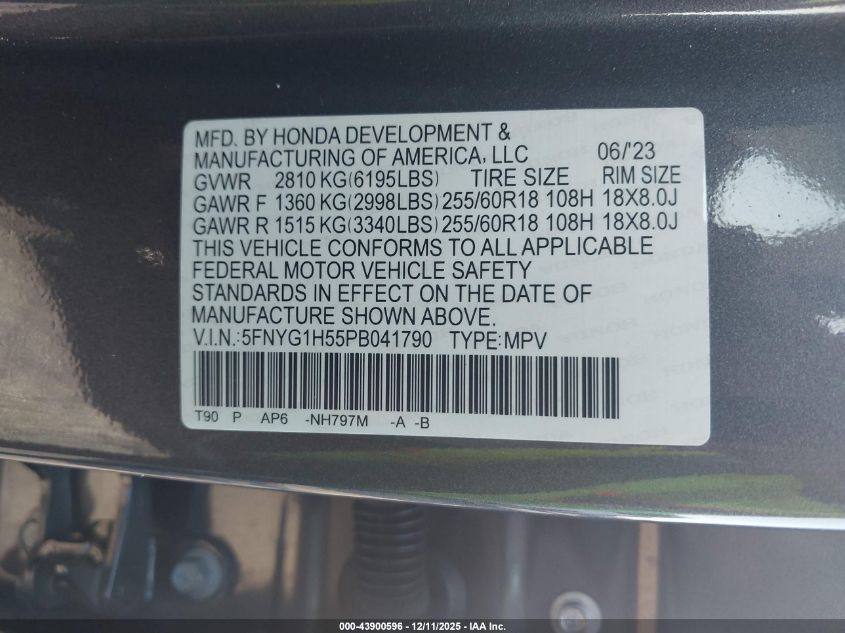 MFD. BY HONDA DEVELOPMENT &
MANUFACTURING OF AMERICA, LLC 06/'23
GVWR 2810 KG(6195LBS) TIRE SIZE RIM SIZE
GAWR F 1360 KG(2998LBS) 255/60R18 108H 18X8.0J
GAWR R 1515 KG(3340LBS) 255/60R18 108H 18X8.0J
THIS VEHICLE CONFORMS TO ALL APPLICABLE
FEDERAL MOTOR VEHICLE SAFETY
STANDARDS IN EFFECT ON THE DATE OF
MANUFACTURE SHOWN ABOVE.
V.I.N.:5FNYG1H55PB041790 TYPE:MPV
T90 P AP6 -NH797M -A -B
000-43900596 - 12/11/2025 - IAA Inc.